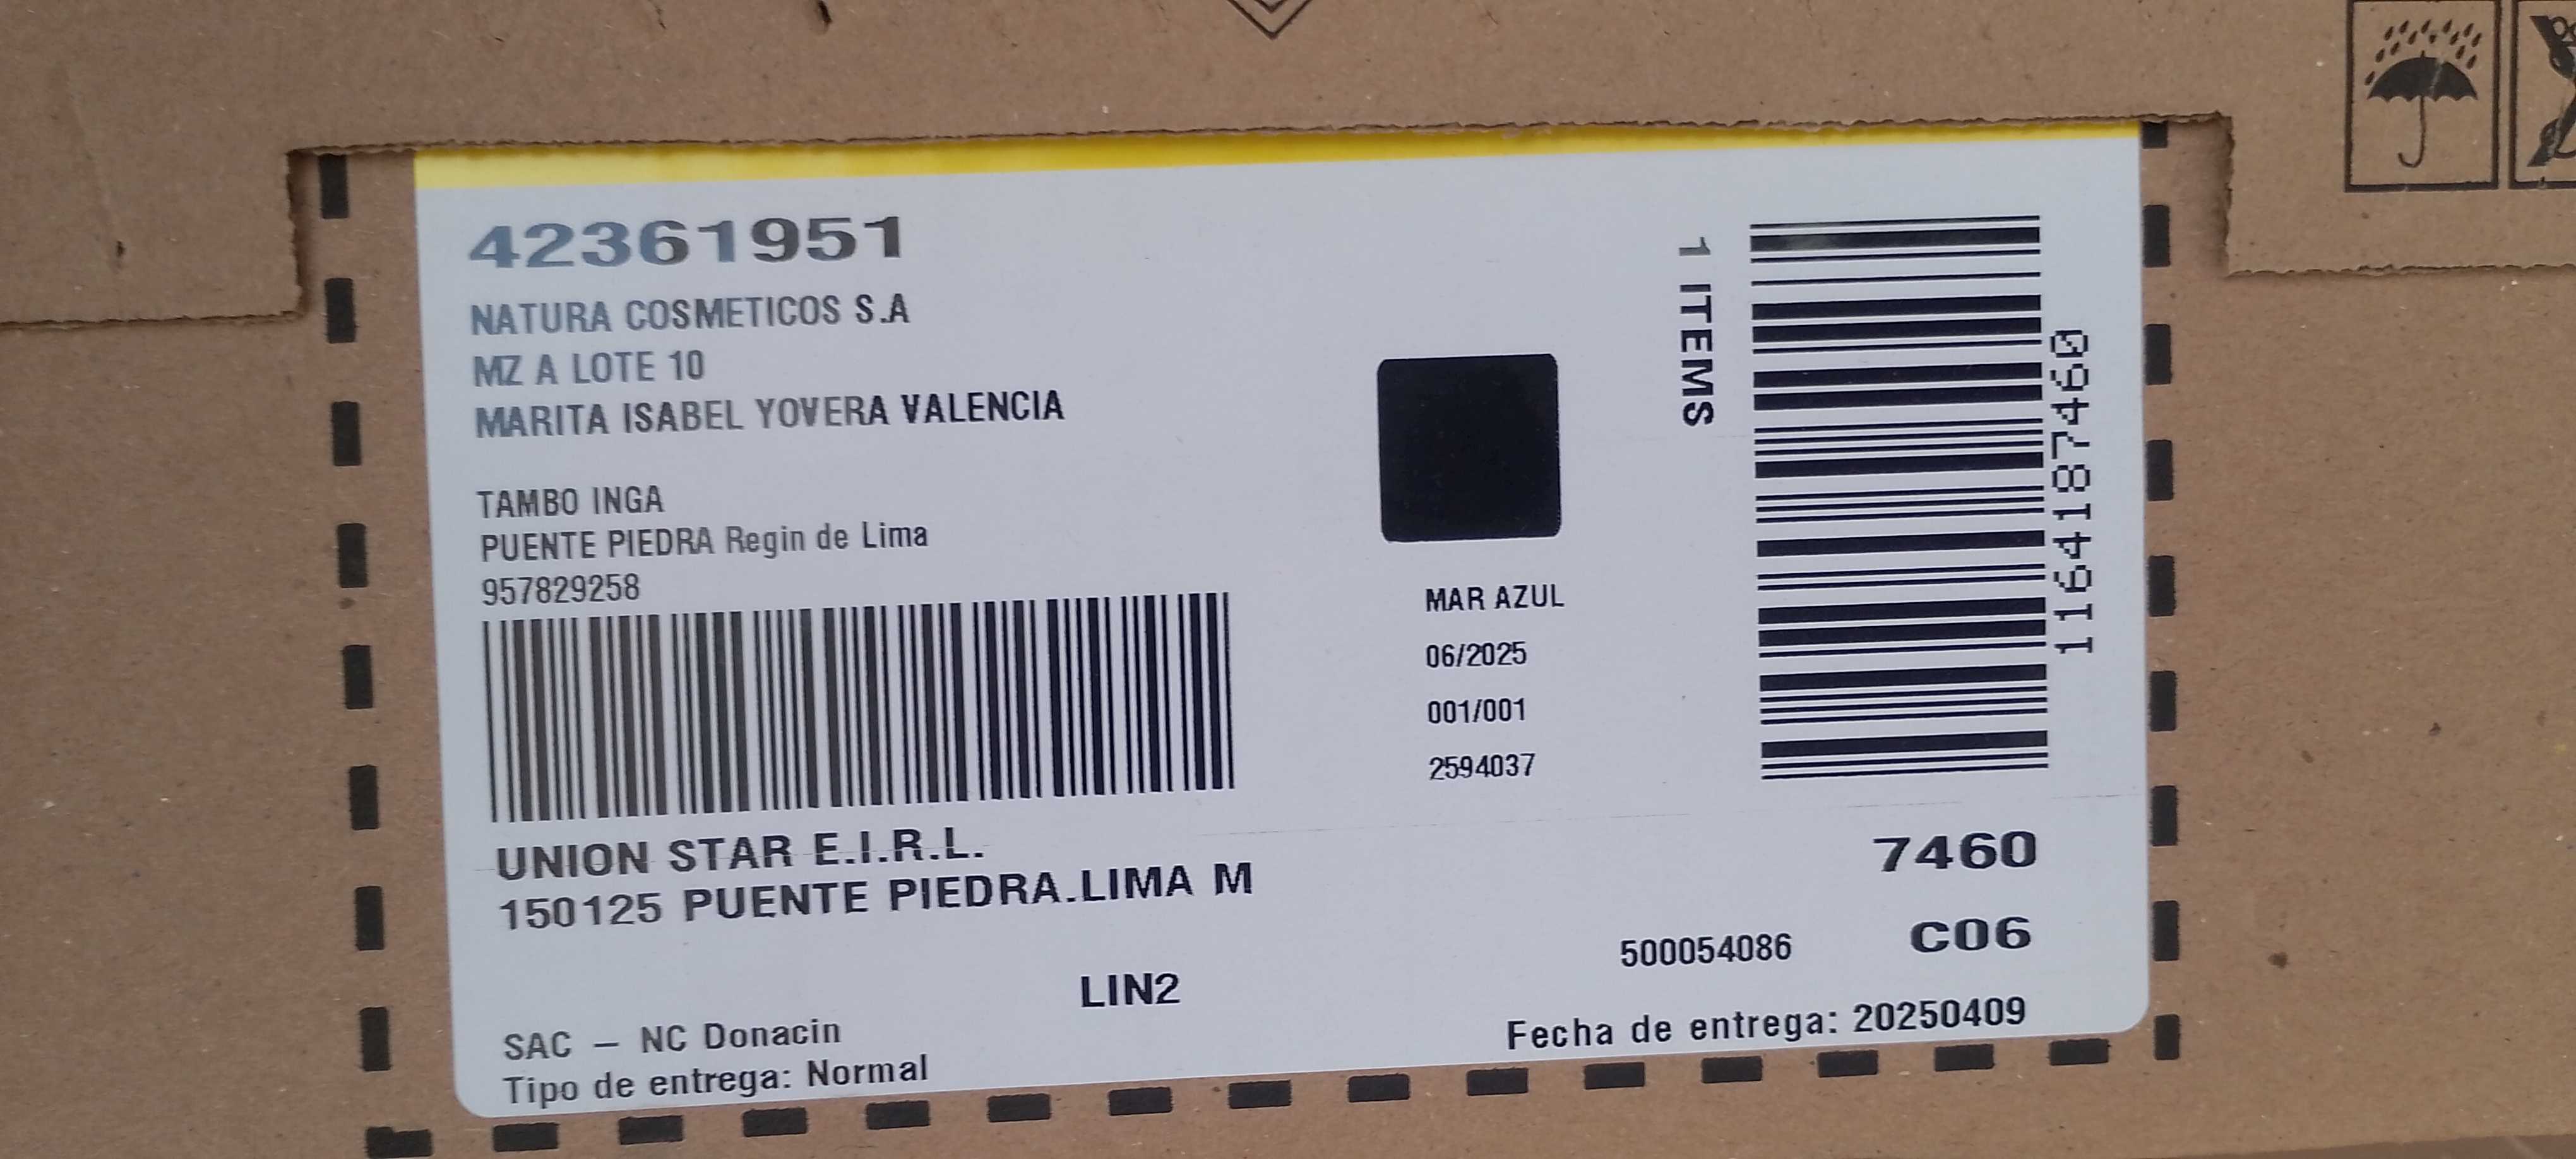 42361951
NATURA COSMETICOS S.A
MZ A LOTE 10
MARITA ISABEL YOVERA VALENCIA
TAMBO INGA
PUENTE PIEDRA Regin de Lima
957829258
UNION STAR E.I.R.L.
150125 PUENTE PIEDRA.LIMA M
LIN2
SAC – NC Donacin
Tipo de entrega: Normal
MAR AZUL
06/2025
001/001
2594037
1 ITEMS
116418187460
7460
500054086 C06
Fecha de entrega: 20250409